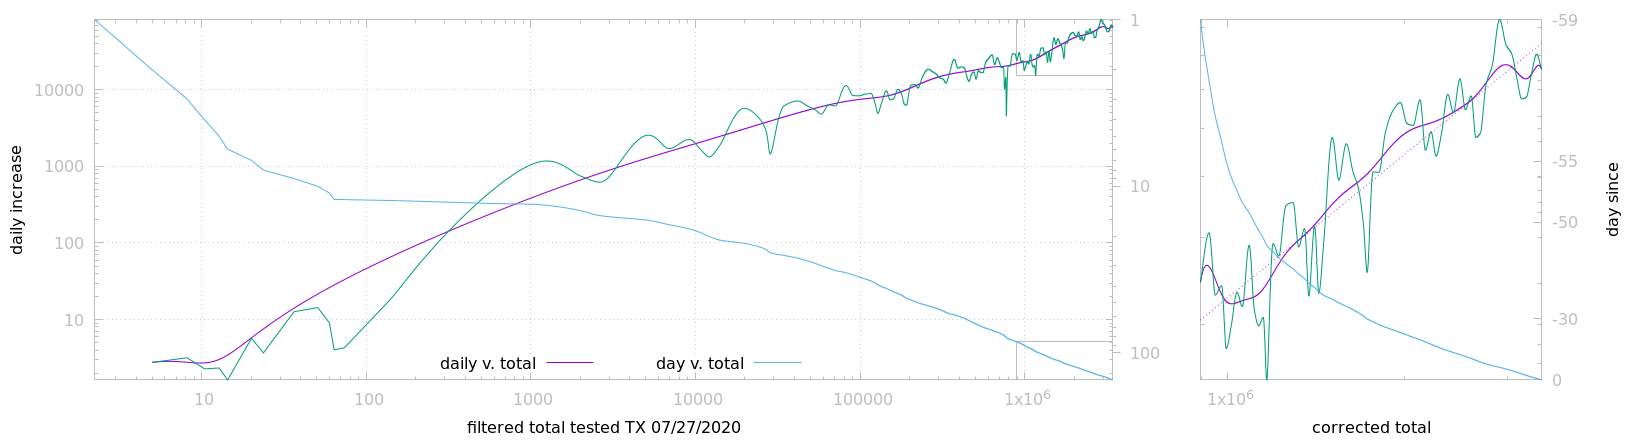 daily increase
10000
1000
100
10
10
100
1000
10000
100000
1x10^6
1
10
100
daily v. total
day v. total
filtered total tested TX 07/27/2020
1x10^6
corrected total
-59
-55
-50
-30
0
day since